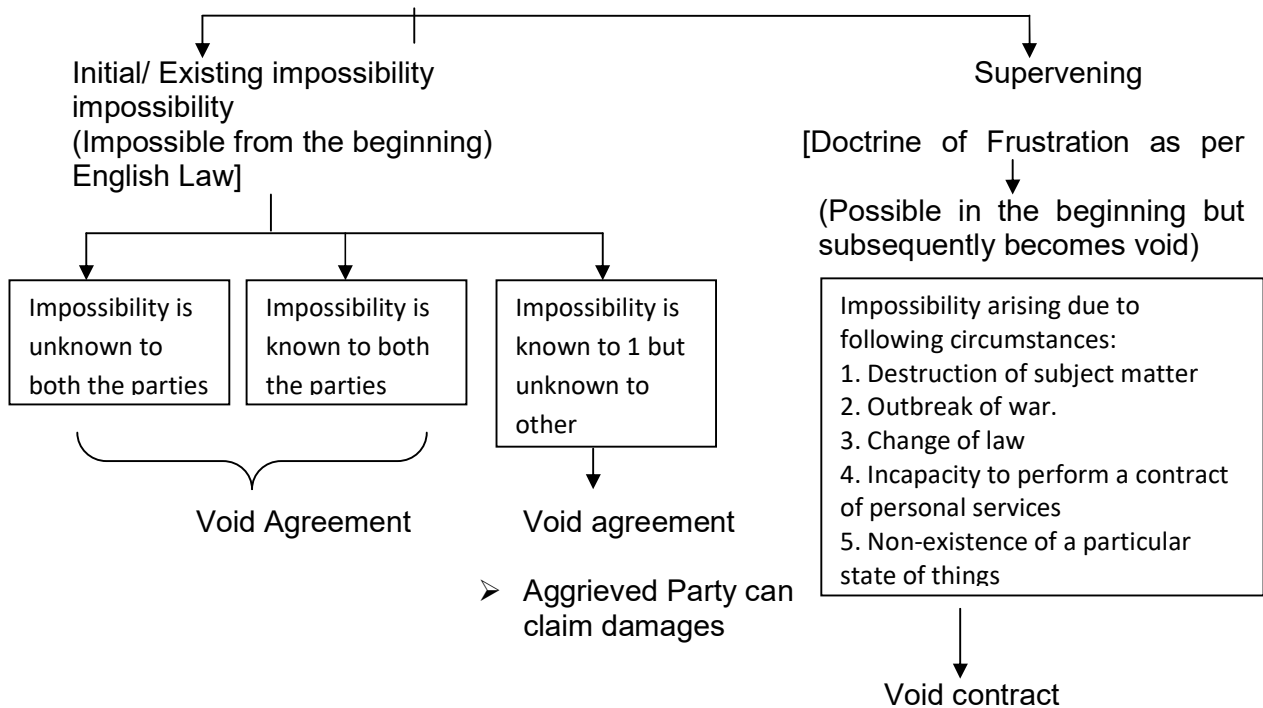 Initial/ Existing impossibility
impossibility
(Impossible from the beginning)
English Law]
Supervening
[Doctrine of Frustration as per
(Possible in the beginning but
subsequently becomes void)
Impossibility is
unknown to
both the parties
Impossibility is
known to both
the parties
Impossibility is
known to 1 but
unknown to
other
Void Agreement
Void agreement
➢ Aggrieved Party can
claim damages
Impossibility arising due to
following circumstances:
1. Destruction of subject matter
2. Outbreak of war.
3. Change of law
4. Incapacity to perform a contract
of personal services
5. Non-existence of a particular
state of things
Void contract